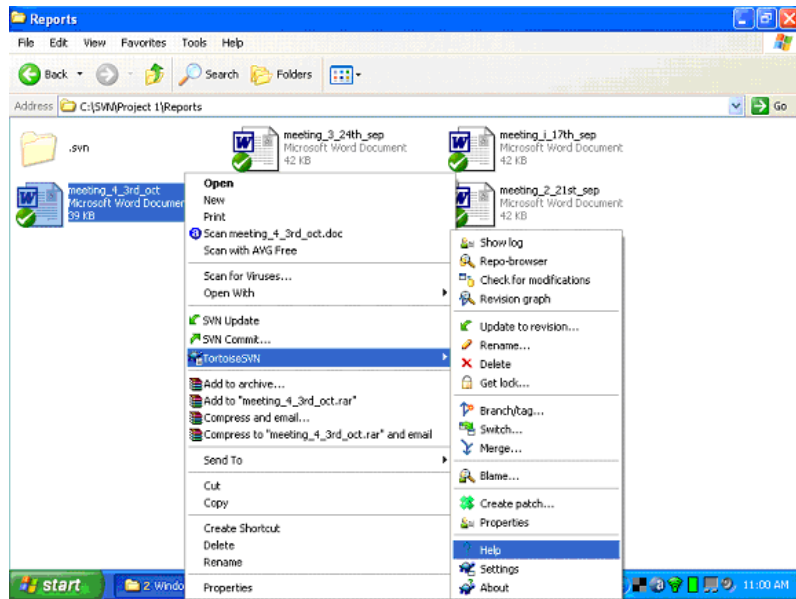 Reports
File Edit View Favorites Tools Help
Back Search Folders
Address C:\SVN\Project 1\Reports Go
.svn
meeting_3_24th_sep
Microsoft Word Document
42 KB
meeting_i_17th_sep
Microsoft Word Document
42 KB
meeting_4_3rd_oct
Microsoft Word Documer
39 KB
meeting_2_21st_sep
Microsoft Word Document
42 KB
Open
New
Print
Scan meeting_4_3rd_oct.doc
Scan with AVG Free
Scan for Viruses...
Open With
SVN Update
SVN Commit...
TortoiseSVN
Add to archive...
Add to "meeting_4_3rd_oct.rar"
Compress and email...
Compress to "meeting_4_3rd_oct.rar" and email
Send To
Cut
Copy
Create Shortcut
Delete
Rename
Properties
Show log
Repo-browser
Check for modifications
Revision graph
Update to revision...
Rename...
Delete
Get lock...
Branch/tag...
Switch...
Merge...
Blame...
Create patch...
Properties
Help
Settings
About
start
2 Windo
11:00 AM